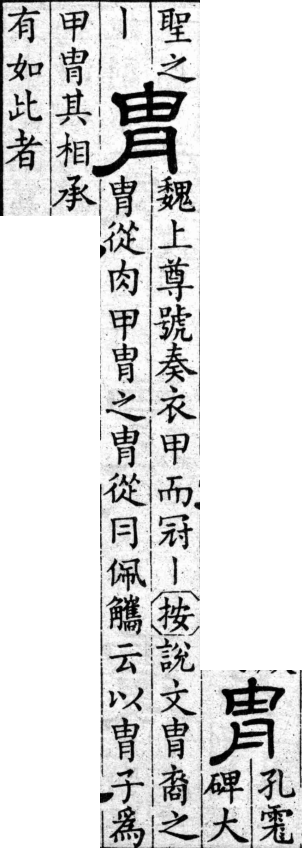 冑
孔彪
碑大
聖之
丨
冑
魏上尊號奏衣甲而冠丨按說文冑裔之
冑從肉甲冑之冑從冃佩觿云以冑子爲
甲冑其相承
有如此者